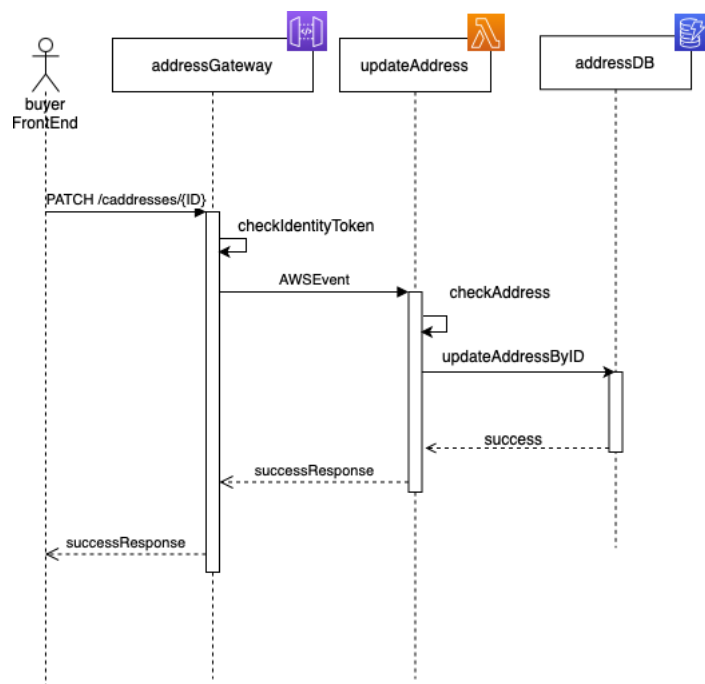 addressGateway
updateAddress
addressDB
buyer
FrontEnd
PATCH /caddresses/{ID}
checkIdentityToken
AWSEvent
checkAddress
updateAddressByID
success
successResponse
successResponse